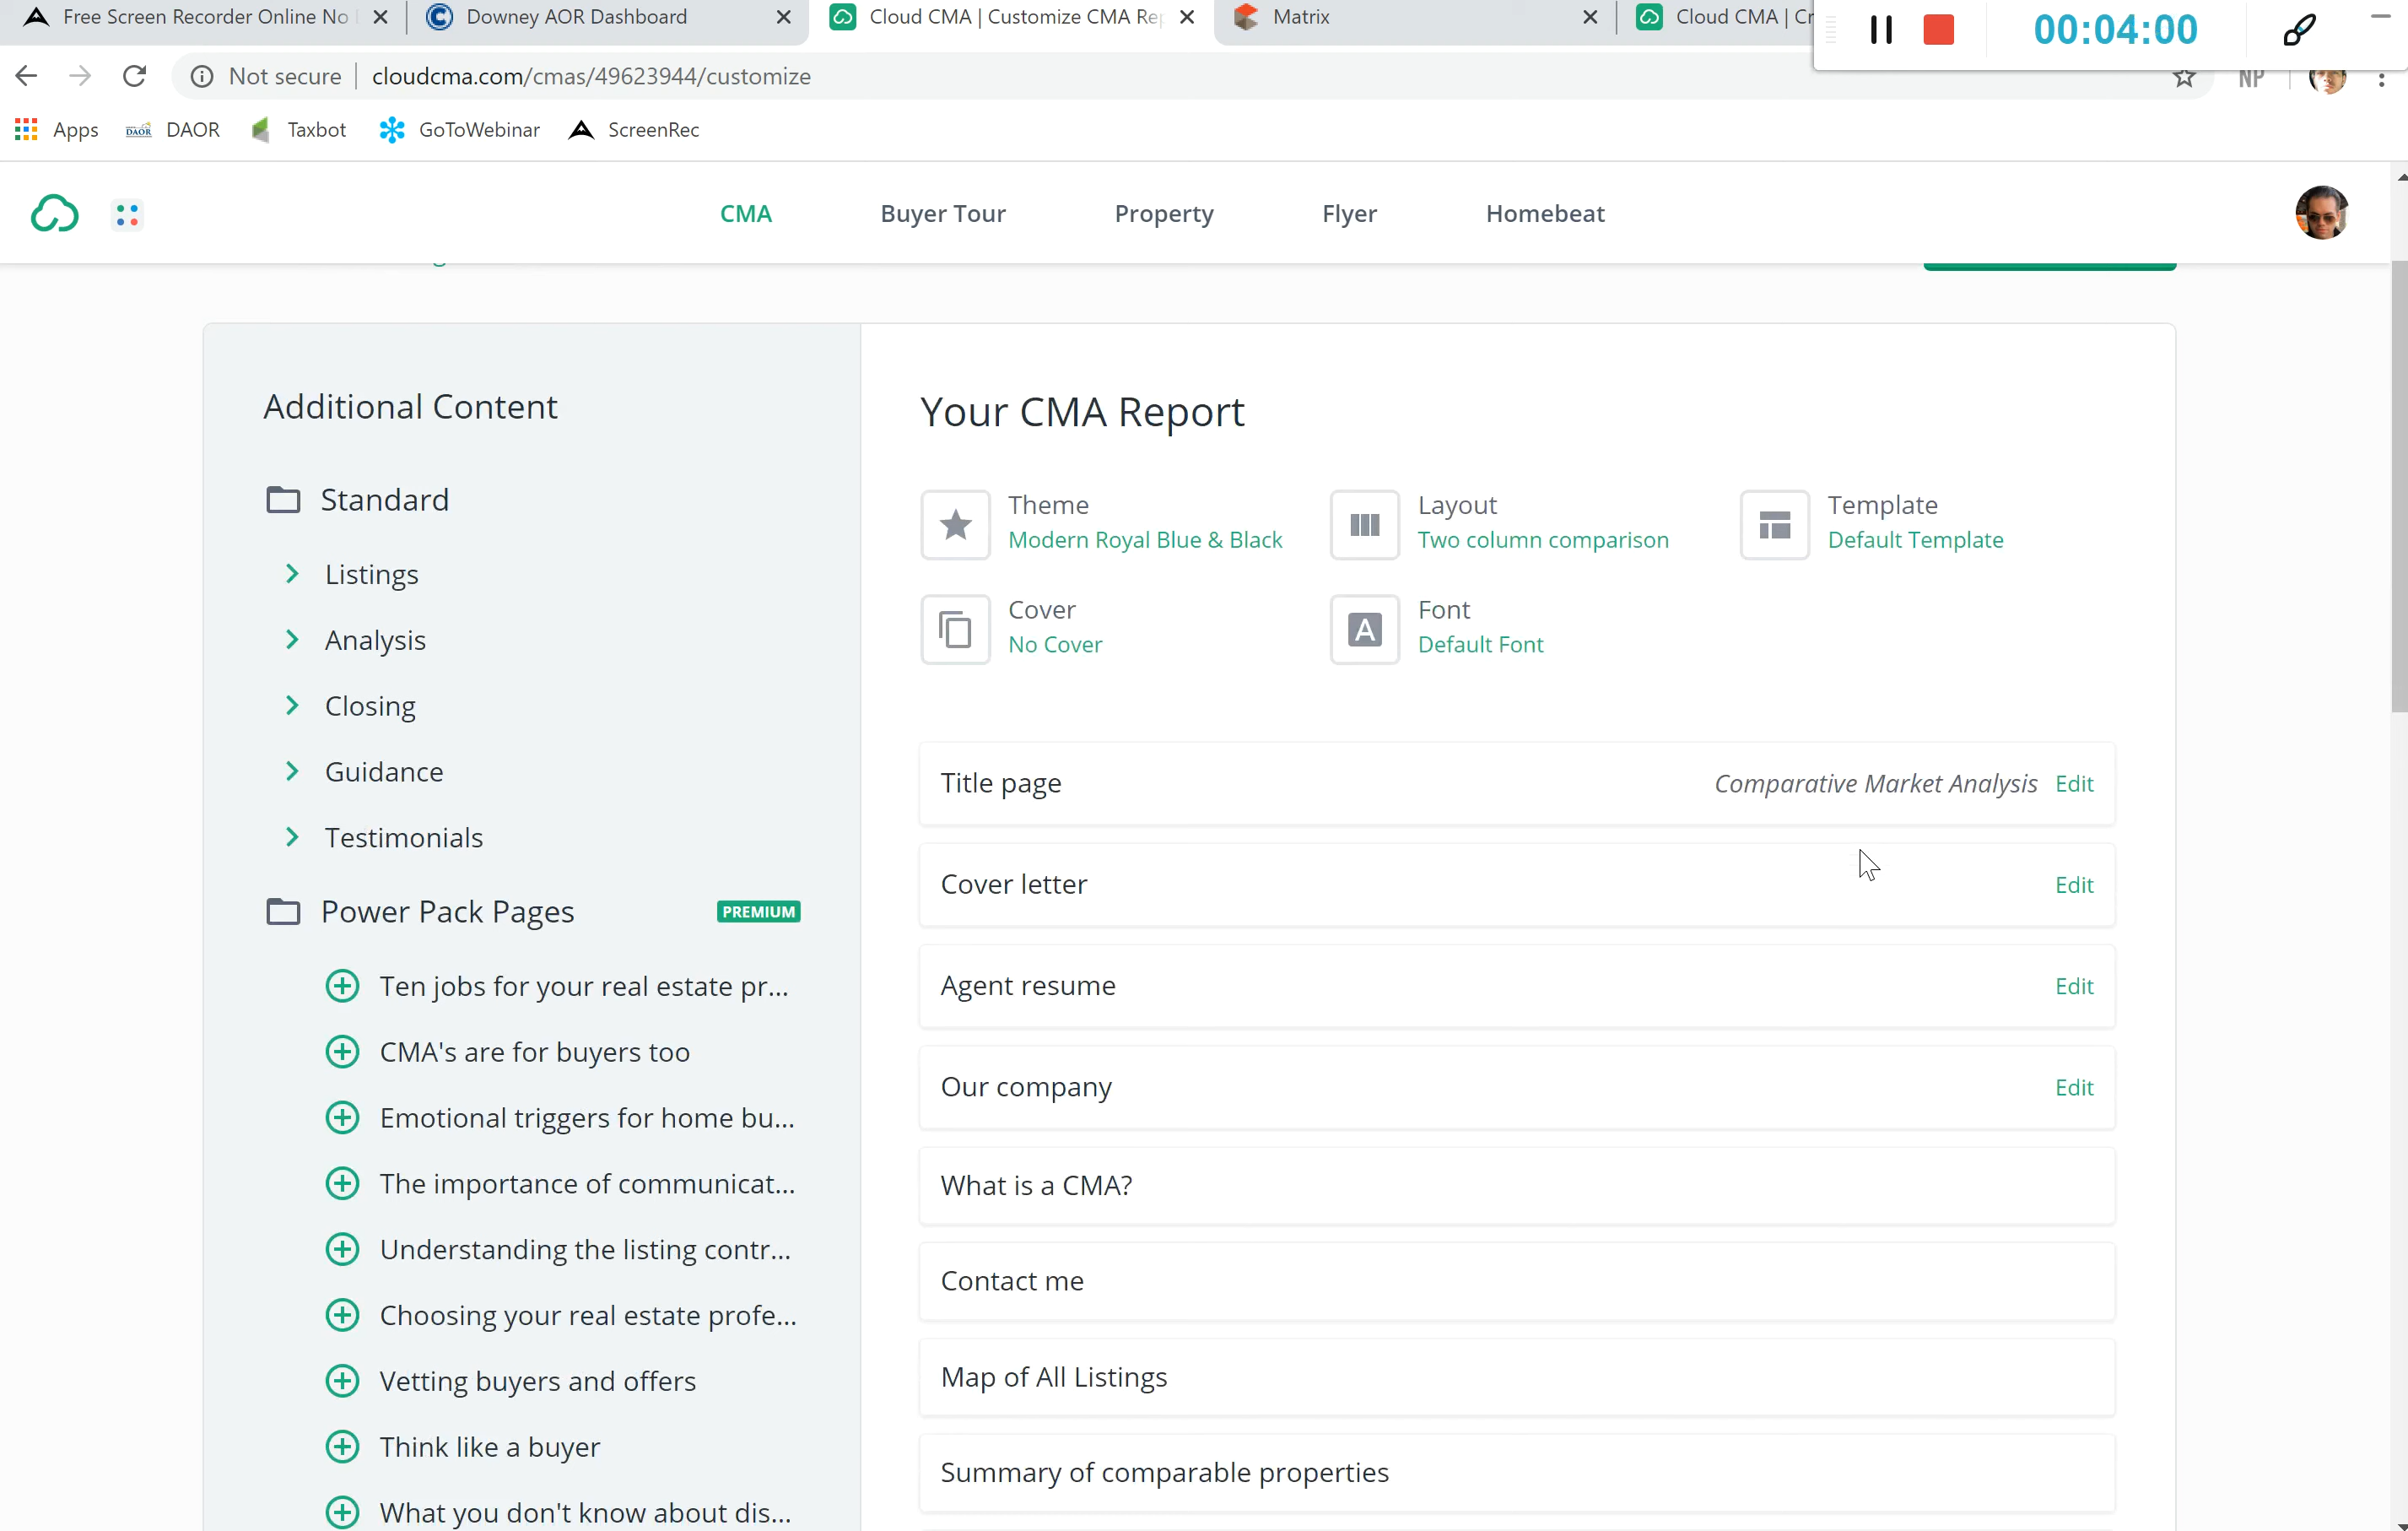 Free Screen Recorder Online No
Downey AOR Dashboard
Cloud CMA | Customize CMA Re
Matrix
Cloud CMA | Cr
00:04:00
Not secure
cloudcma.com/cmas/49623944/customize
NP
Apps
DAOR
DAOR
Taxbot
GoToWebinar
ScreenRec
CMA
Buyer Tour
Property
Flyer
Homebeat
Additional Content
Standard
Listings
Analysis
Closing
Guidance
Testimonials
Power Pack Pages
PREMIUM
Ten jobs for your real estate pr...
CMA's are for buyers too
Emotional triggers for home bu...
The importance of communicat...
Understanding the listing contr...
Choosing your real estate profe...
Vetting buyers and offers
Think like a buyer
What you don't know about dis...
Your CMA Report
Theme
Modern Royal Blue & Black
Layout
Two column comparison
Template
Default Template
Cover
No Cover
A
Font
Default Font
Title page
Comparative Market Analysis
Edit
Cover letter
Edit
Agent resume
Edit
Our company
Edit
What is a CMA?
Contact me
Map of All Listings
Summary of comparable properties